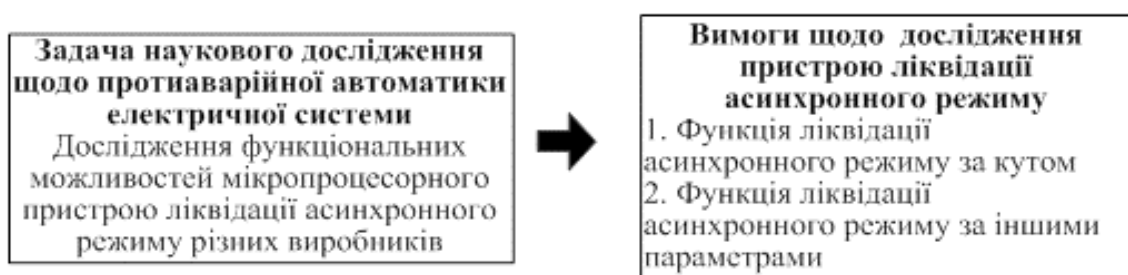 Задача наукового дослідження
щодо протиаварійної автоматики
електричної системи
Дослідження функціональних
можливостей мікропроцесорного
пристрою ліквідації асинхронного
режиму різних виробників
Вимоги щодо дослідження
пристрою ліквідації
асинхронного режиму
1. Функція ліквідації
асинхронного режиму за кутом
2. Функція ліквідації
асинхронного режиму за іншими
параметрами